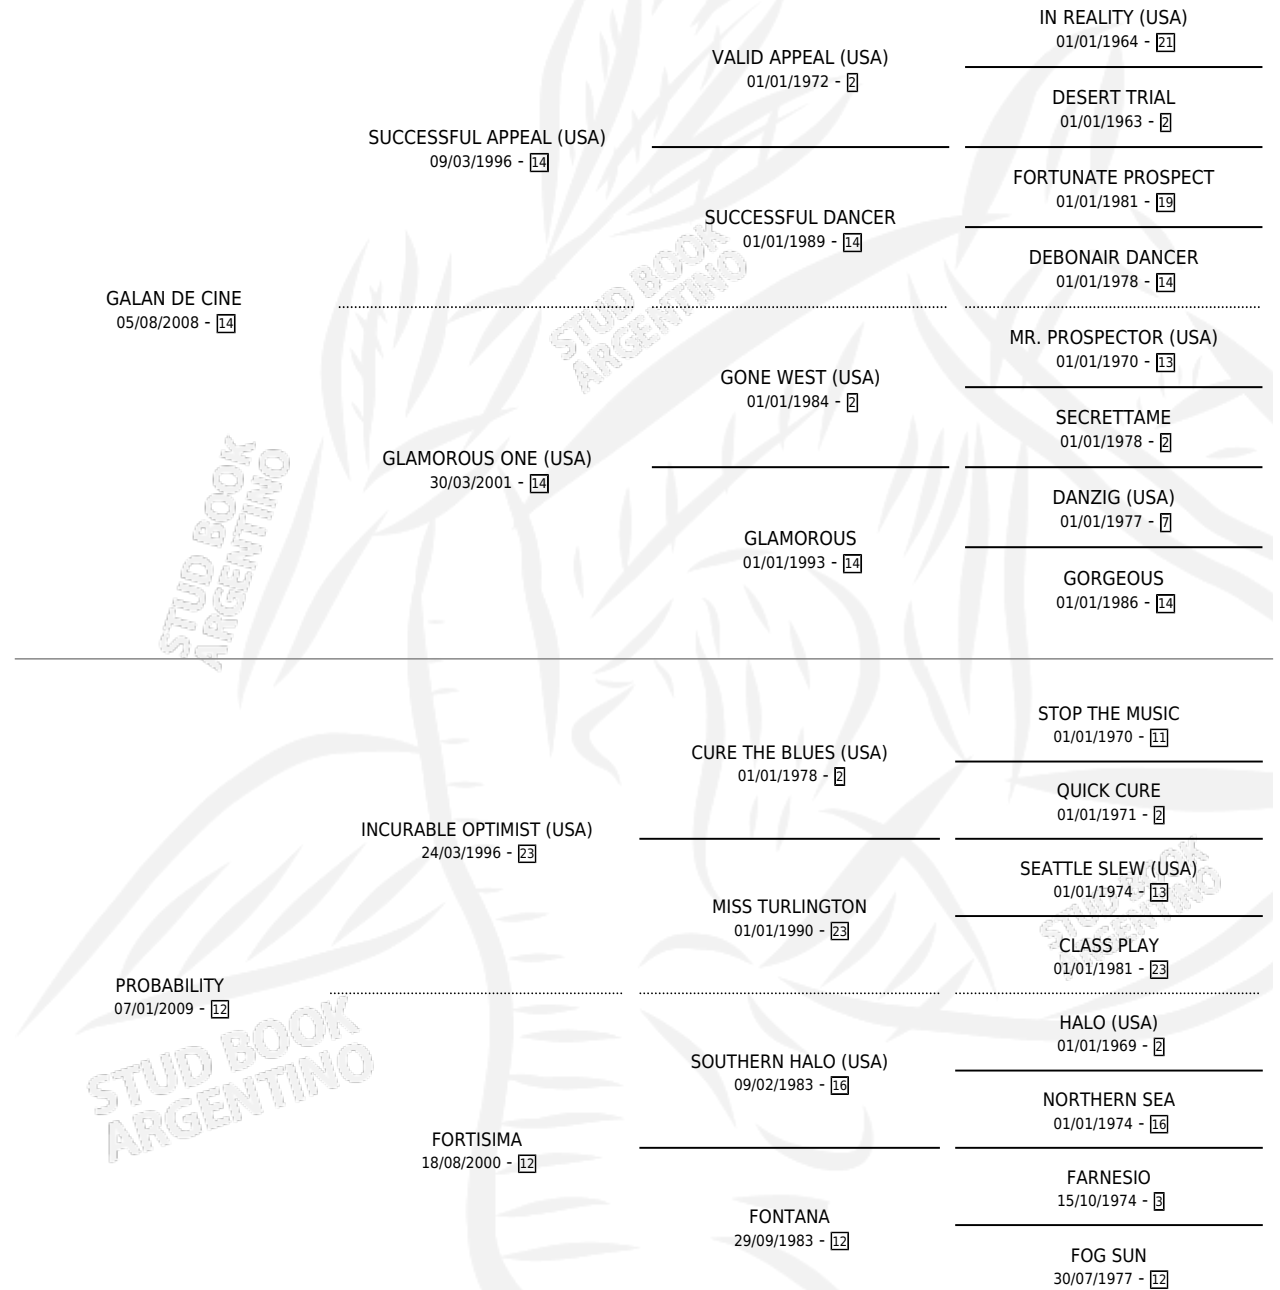 IN REALITY (USA)
01/01/1964 - 21
VALID APPEAL (USA)
01/01/1972 - 2
DESERT TRIAL
01/01/1963 - 2
SUCCESSFUL APPEAL (USA)
09/03/1996 - 14
FORTUNATE PROSPECT
01/01/1981 - 19
SUCCESSFUL DANCER
01/01/1989 - 14
DEBONAIR DANCER
01/01/1978 - 14
GALAN DE CINE
05/08/2008 - 14
MR. PROSPECTOR (USA)
01/01/1970 - 13
GONE WEST (USA)
01/01/1984 - 2
SECRETTAME
01/01/1978 - 2
GLAMOROUS ONE (USA)
30/03/2001 - 14
DANZIG (USA)
01/01/1977 - 7
GLAMOROUS
01/01/1993 - 14
GORGEOUS
01/01/1986 - 14
STUD BOOK
ARGENTINO
STUD BOOK
ARGENTINO
STOP THE MUSIC
01/01/1970 - 11
CURE THE BLUES (USA)
01/01/1978 - 2
QUICK CURE
01/01/1971 - 2
INCURABLE OPTIMIST (USA)
24/03/1996 - 23
SEATTLE SLEW (USA)
01/01/1974 - 13
MISS TURLINGTON
01/01/1990 - 23
CLASS PLAY
01/01/1981 - 23
PROBABILITY
07/01/2009 - 12
HALO (USA)
01/01/1969 - 2
SOUTHERN HALO (USA)
09/02/1983 - 16
NORTHERN SEA
01/01/1974 - 16
FORTISIMA
18/08/2000 - 12
FARNESIO
15/10/1974 - 3
FONTANA
29/09/1983 - 12
FOG SUN
30/07/1977 - 12
STUD BOOK
ARGENTINO
STUD BOOK
ARGENTINO